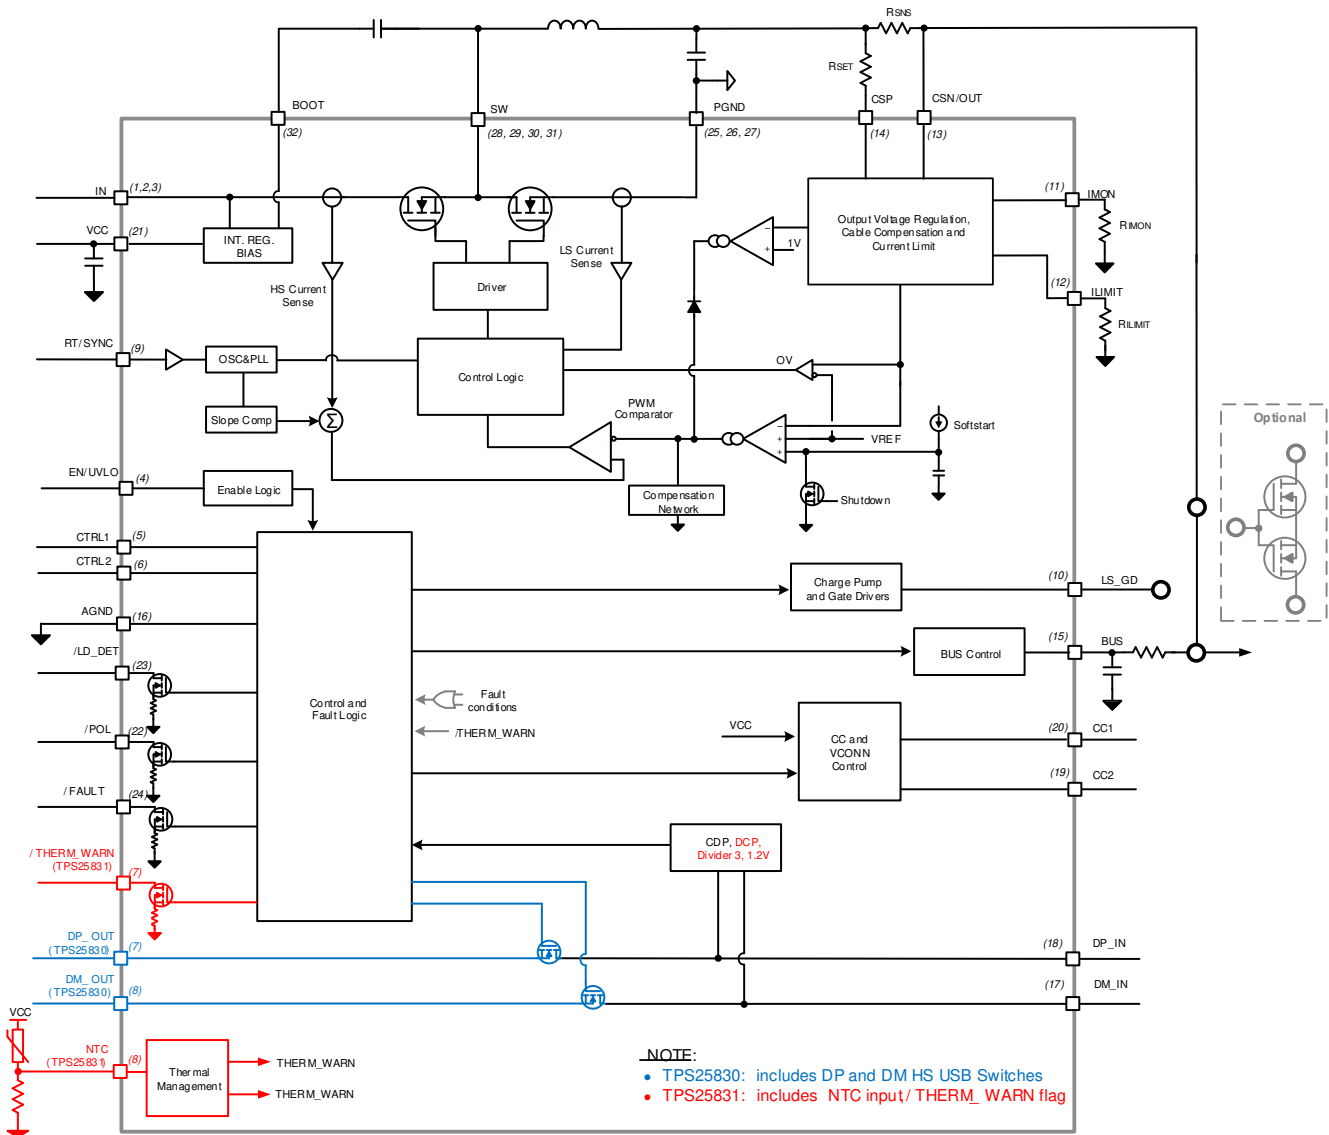 RSNS
RSET
BOOT
SW
PGND
CSP
CSN/OUT
(32)
(28, 29, 30, 31)
(25, 26, 27)
(14)
(13)
IN
(1,2,3)
(11)
IMON
RIMON
VCC
(21)
INT. REG.
BIAS
Output Voltage Regulation,
Cable Compensation and
Current Limit
1V
LS Current
Sense
HS Current
Sense
Driver
(12)
ILIMIT
RILIMIT
RT/SYNC
(9)
OSC&PLL
Control Logic
OV
Slope Comp
Σ
PWM
Comparator
VREF
Softstart
Optional
EN/UVLO
(4)
Enable Logic
Compensation
Network
Shutdown
CTRL1
(5)
CTRL2
(6)
Charge Pump
and Gate Drivers
(10)
LS_GD
AGND
(16)
/LD_DET
(23)
BUS Control
(15)
BUS
Control and
Fault Logic
Fault
conditions
/THERM_WARN
/POL
(22)
VCC
CC and
VCONN
Control
(20)
CC1
(19)
CC2
/FAULT
(24)
/THERM_WARN
(TPS25831)
(7)
CDP, DCP,
Divider 3, 1.2V
DP_OUT
(TPS25830)
(7)
(18)
DP_IN
DM_OUT
(TPS25830)
(8)
(17)
DM_IN
VCC
NTC
(TPS25831)
(8)
Thermal
Management
THERM_WARN
THERM_WARN
NOTE:
• TPS25830: includes DP and DM HS USB Switches
• TPS25831: includes NTC input / THERM_WARN flag